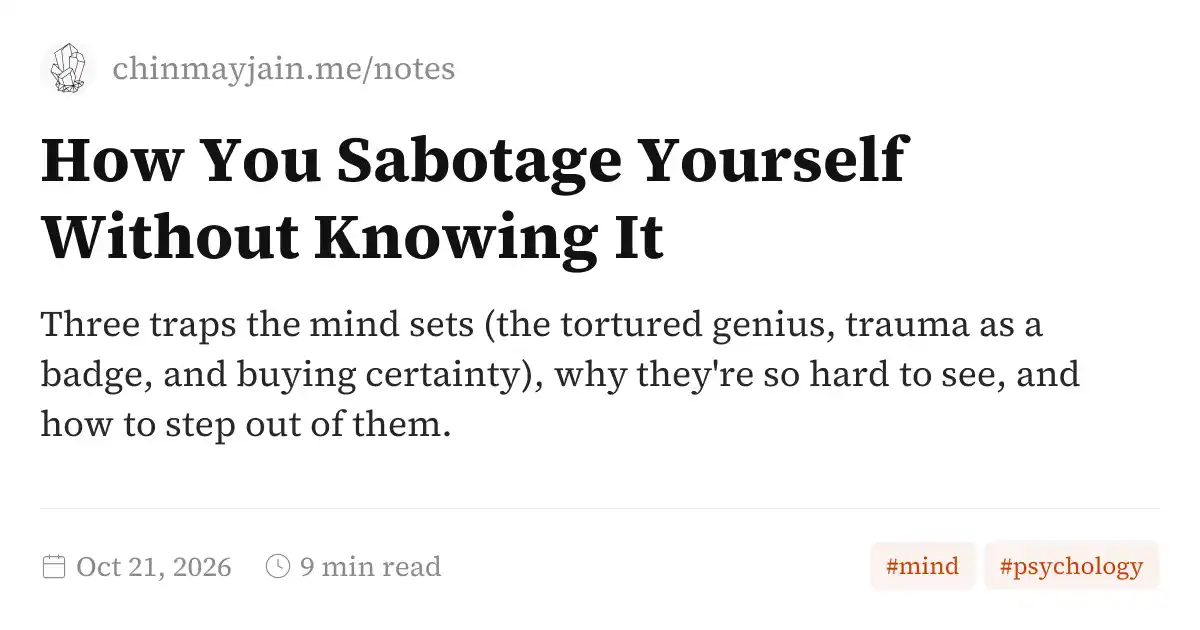 chinmayjain.me/notes
How You Sabotage Yourself
Without Knowing It
Three traps the mind sets (the tortured genius, trauma as a
badge, and buying certainty), why they're so hard to see, and
how to step out of them.
Oct 21, 2026 9 min read #mind #psychology